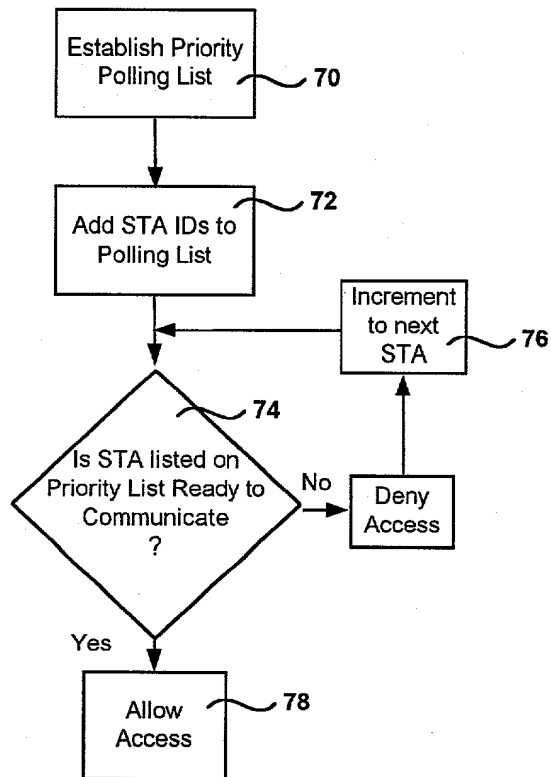 Establish Priority
Polling List
70
72
Add STA IDs to
Polling List
Increment
to next
STA
76
74
Is STA listed on
Priority List Ready to
Communicate
?
No
Deny
Access
Yes
Allow
Access
78